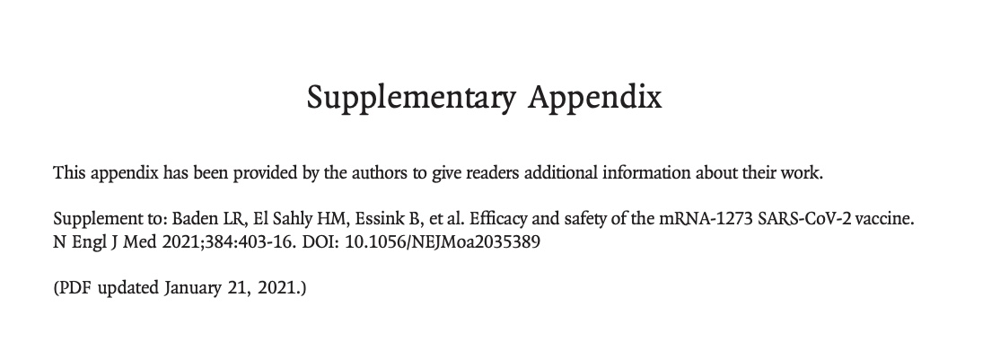 Supplementary Appendix
This appendix has been provided by the authors to give readers additional information about their work.
Supplement to: Baden LR, El Sahly HM, Essink B, et al. Efficacy and safety of the mRNA-1273 SARS-CoV-2 vaccine.
N Engl J Med 2021;384:403-16. DOI: 10.1056/NEJMoa2035389
(PDF updated January 21, 2021.)